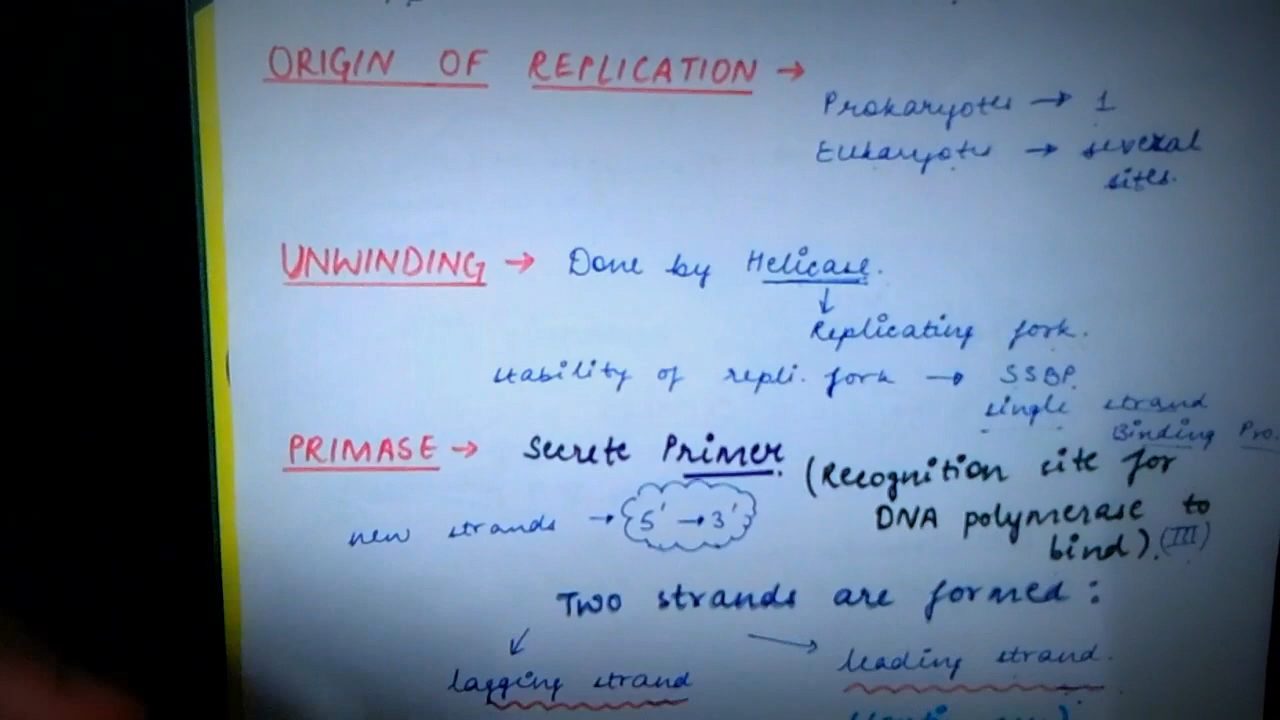 ORIGIN OF REPLICATION →
Prokaryotes → 1
Eukaryotes → several
sites.
UNWINDING → Done by Helicase.
↓
Replicating fork.
stability of repli. fork → SSBP.
single strand
Binding Pro
PRIMASE → Secrete Primer.
(Recognition site for
DNA polymerase to
bind). (III)
new strands → 5' → 3'
Two strands are formed :
↙ ↘
lagging strand
leading strand.